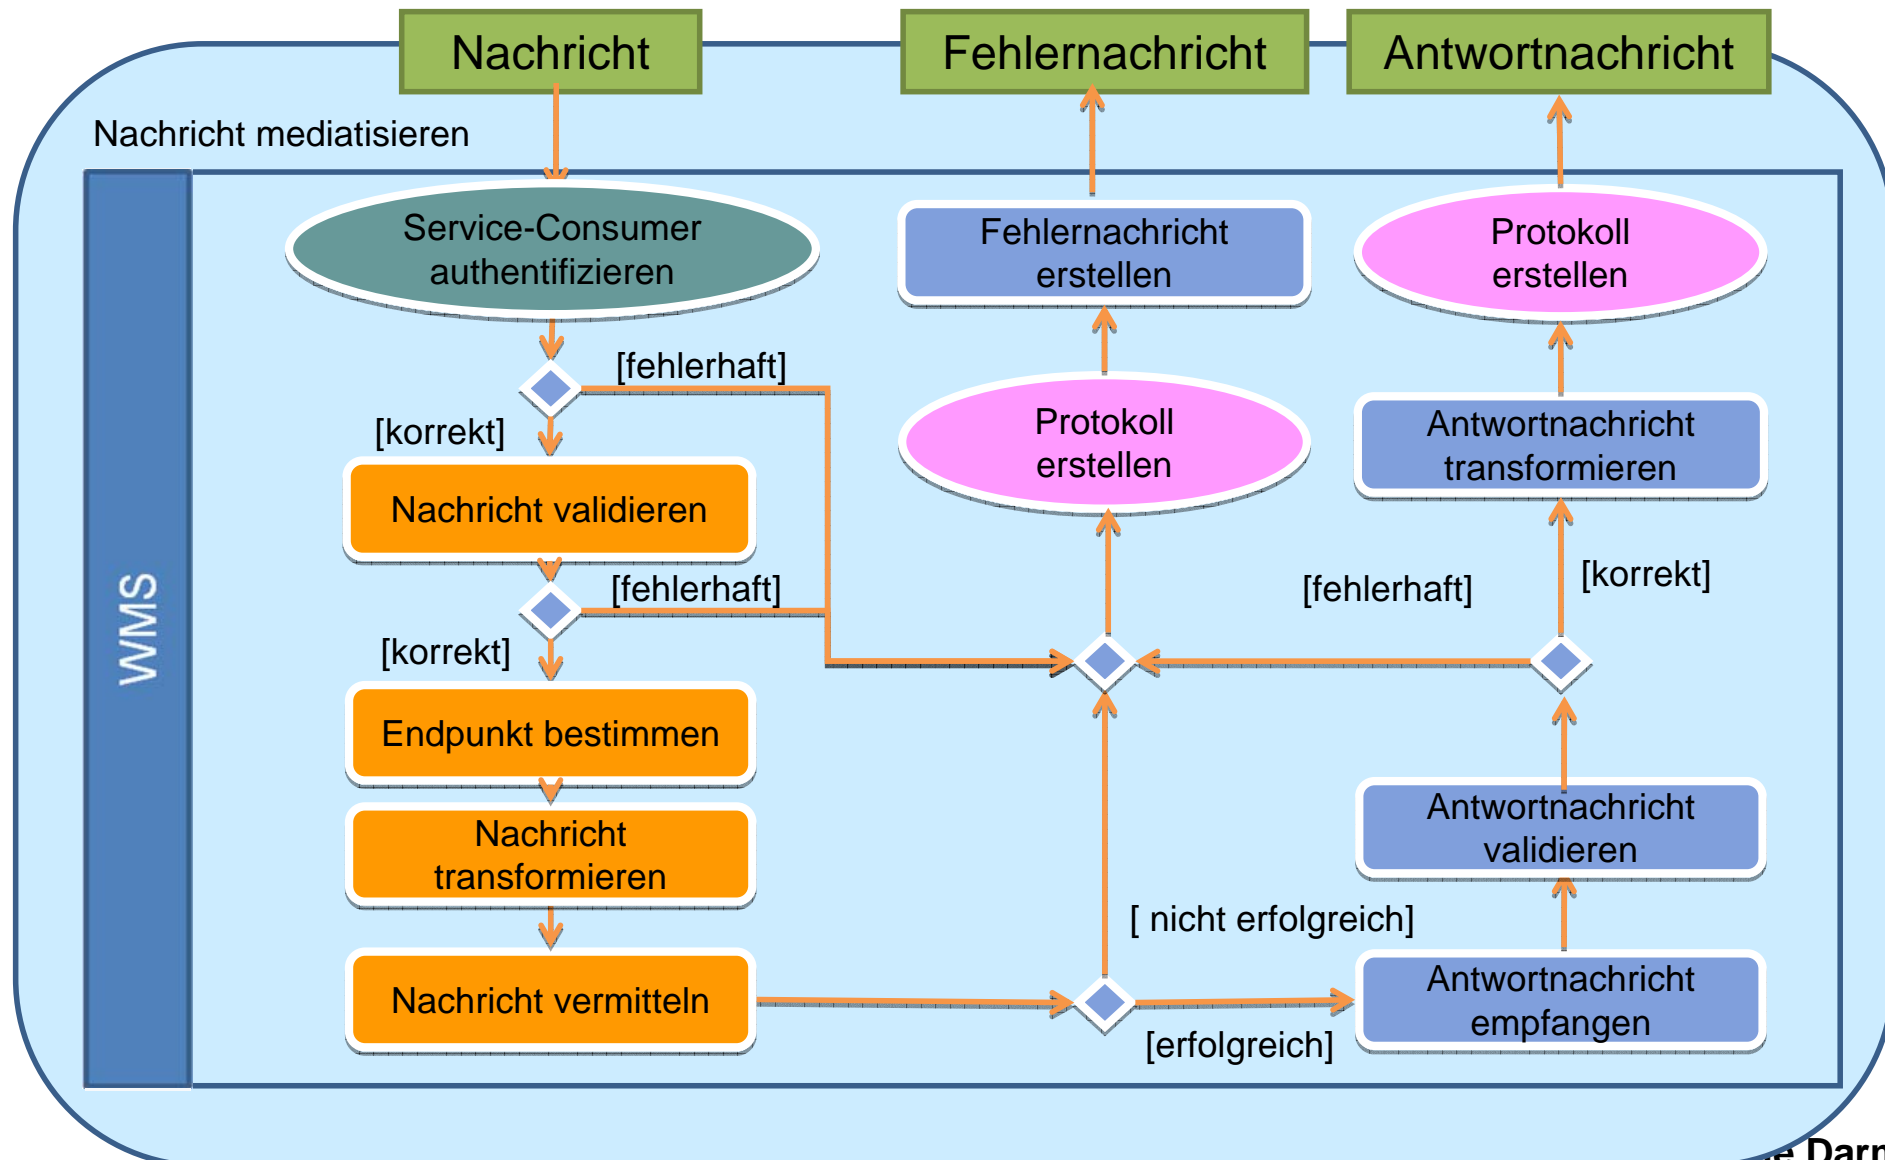 Nachricht
Fehlernachricht
Antwortnachricht
Nachricht mediatisieren
WMS
Service-Consumer
authentifizieren
[fehlerhaft]
[korrekt]
Nachricht validieren
[fehlerhaft]
[korrekt]
Endpunkt bestimmen
Nachricht
transformieren
Nachricht vermitteln
Fehlernachricht
erstellen
Protokoll
erstellen
[ nicht erfolgreich]
[erfolgreich]
Protokoll
erstellen
Antwortnachricht
transformieren
[fehlerhaft]
[korrekt]
Antwortnachricht
validieren
Antwortnachricht
empfangen